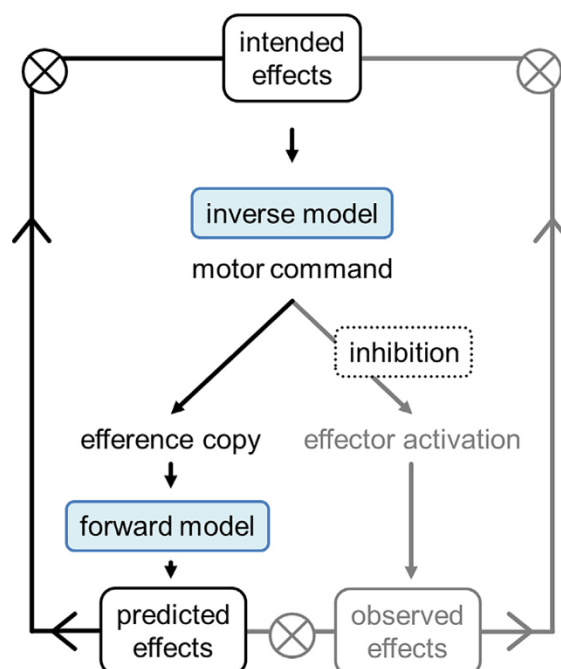 intended
effects
inverse model
motor command
inhibition
efference copy
effector activation
forward model
predicted
effects
observed
effects